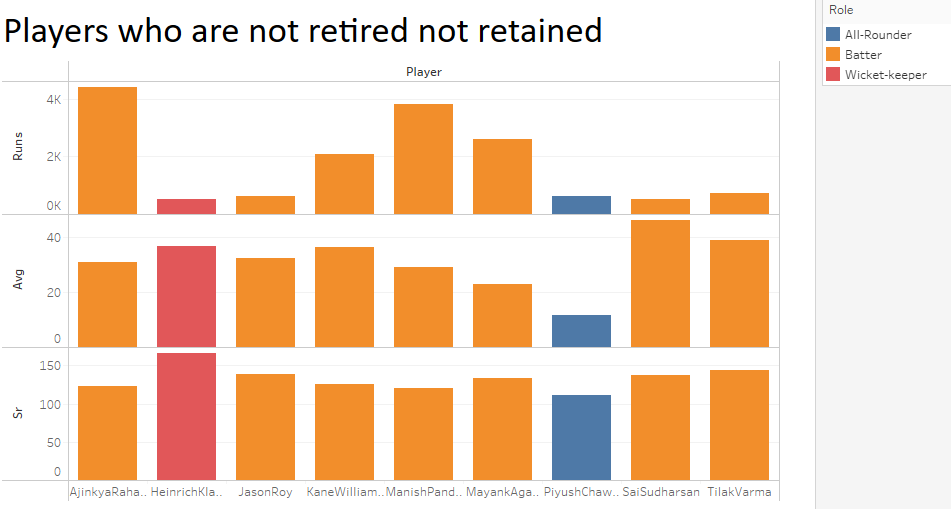 Players who are not retired not retained
Role
All-Rounder
Batter
Wicket-keeper
Player
Runs
4K
2K
0K
Avg
40
20
0
Sr
150
100
50
0
AjinkyaRaha.. HeinrichKla.. JasonRoy KaneWilliam.. ManishPand.. MayankAga.. PiyushChaw.. SaiSudharsan TilakVarma